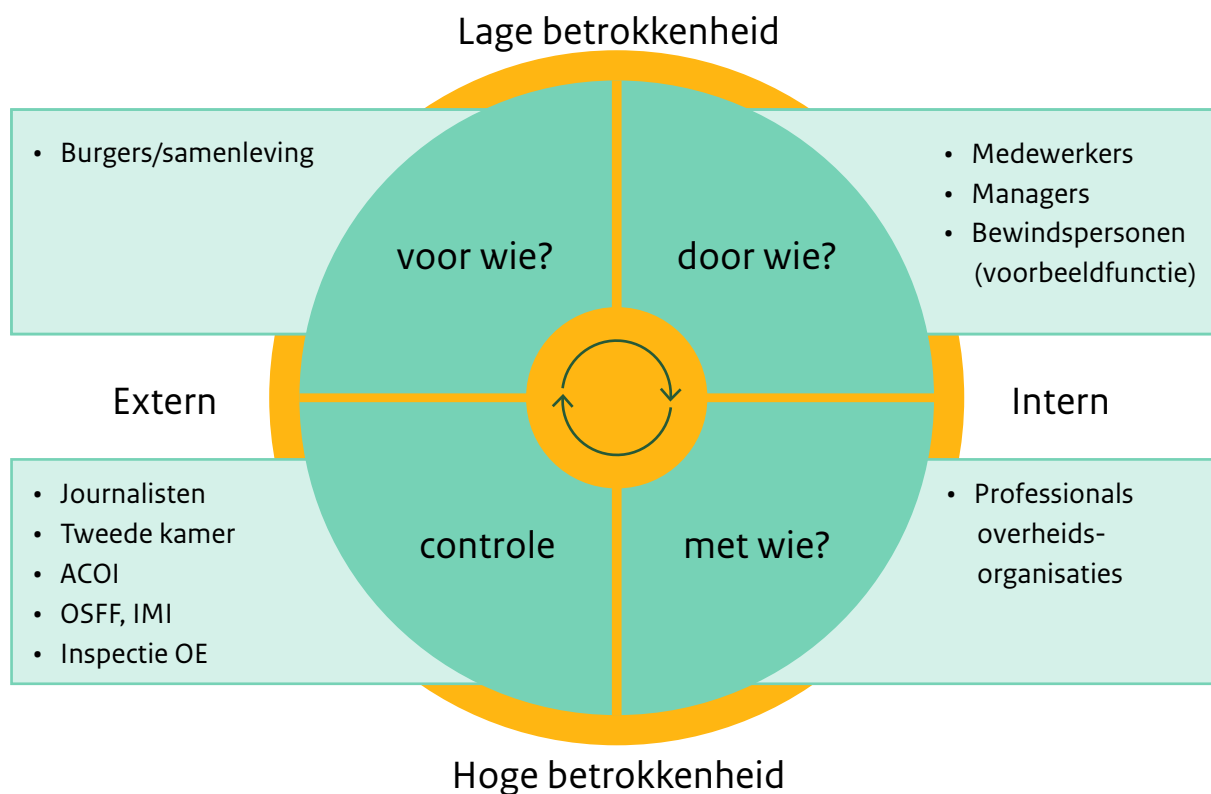 Lage betrokkenheid
• Burgers/samenleving
• Medewerkers
• Managers
• Bewindspersonen
(voorbeeldfunctie)
voor wie?
door wie?
Extern
Intern
• Journalisten
• Tweede kamer
• ACOI
• OSFF, IMI
• Inspectie OE
controle
met wie?
• Professionals
overheids-
organisaties
Hoge betrokkenheid